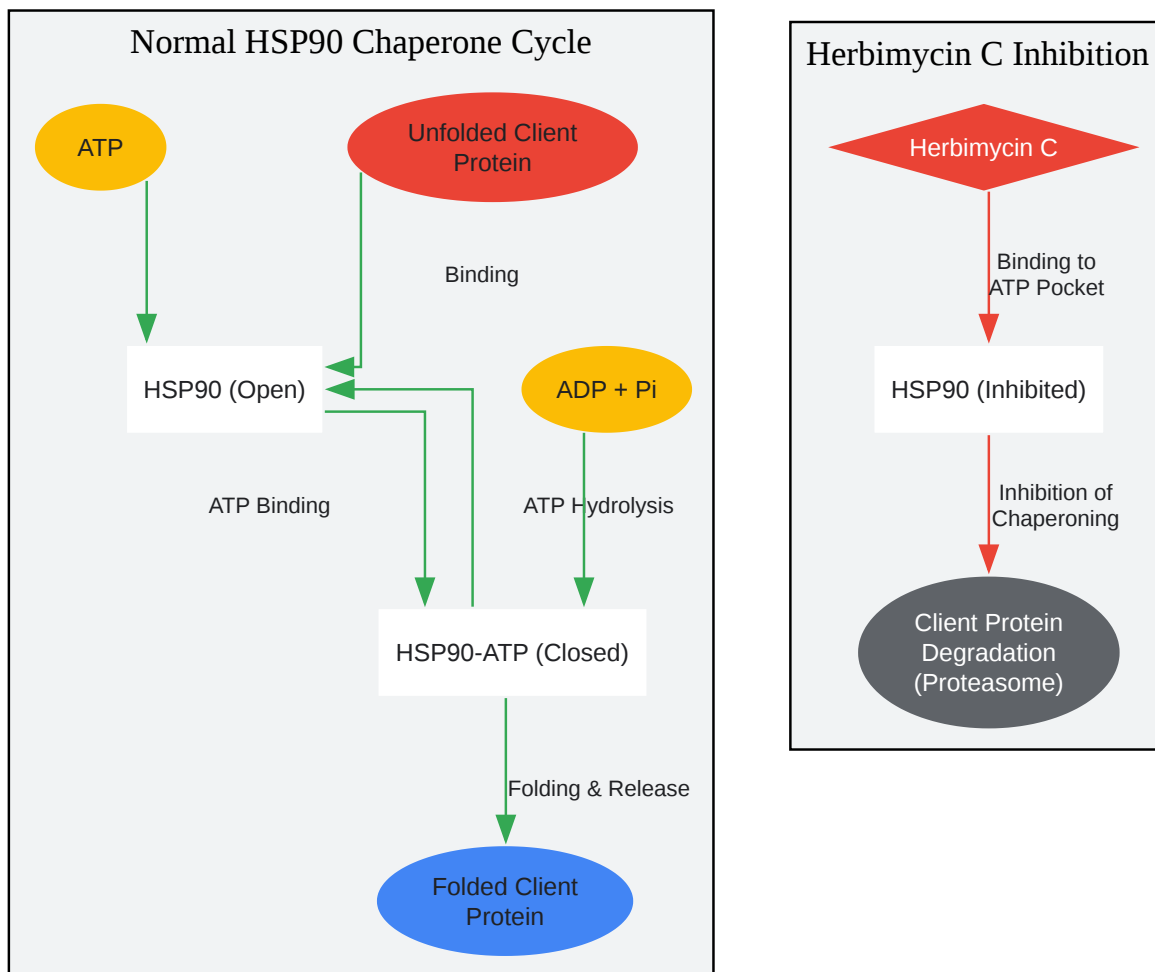 Normal HSP90 Chaperone Cycle
ATP
Unfolded Client
Protein
Binding
HSP90 (Open)
ADP + Pi
ATP Binding
ATP Hydrolysis
HSP90-ATP (Closed)
Folding & Release
Folded Client
Protein
Herbimycin C Inhibition
Herbimycin C
Binding to
ATP Pocket
HSP90 (Inhibited)
Inhibition of
Chaperoning
Client Protein
Degradation
(Proteasome)